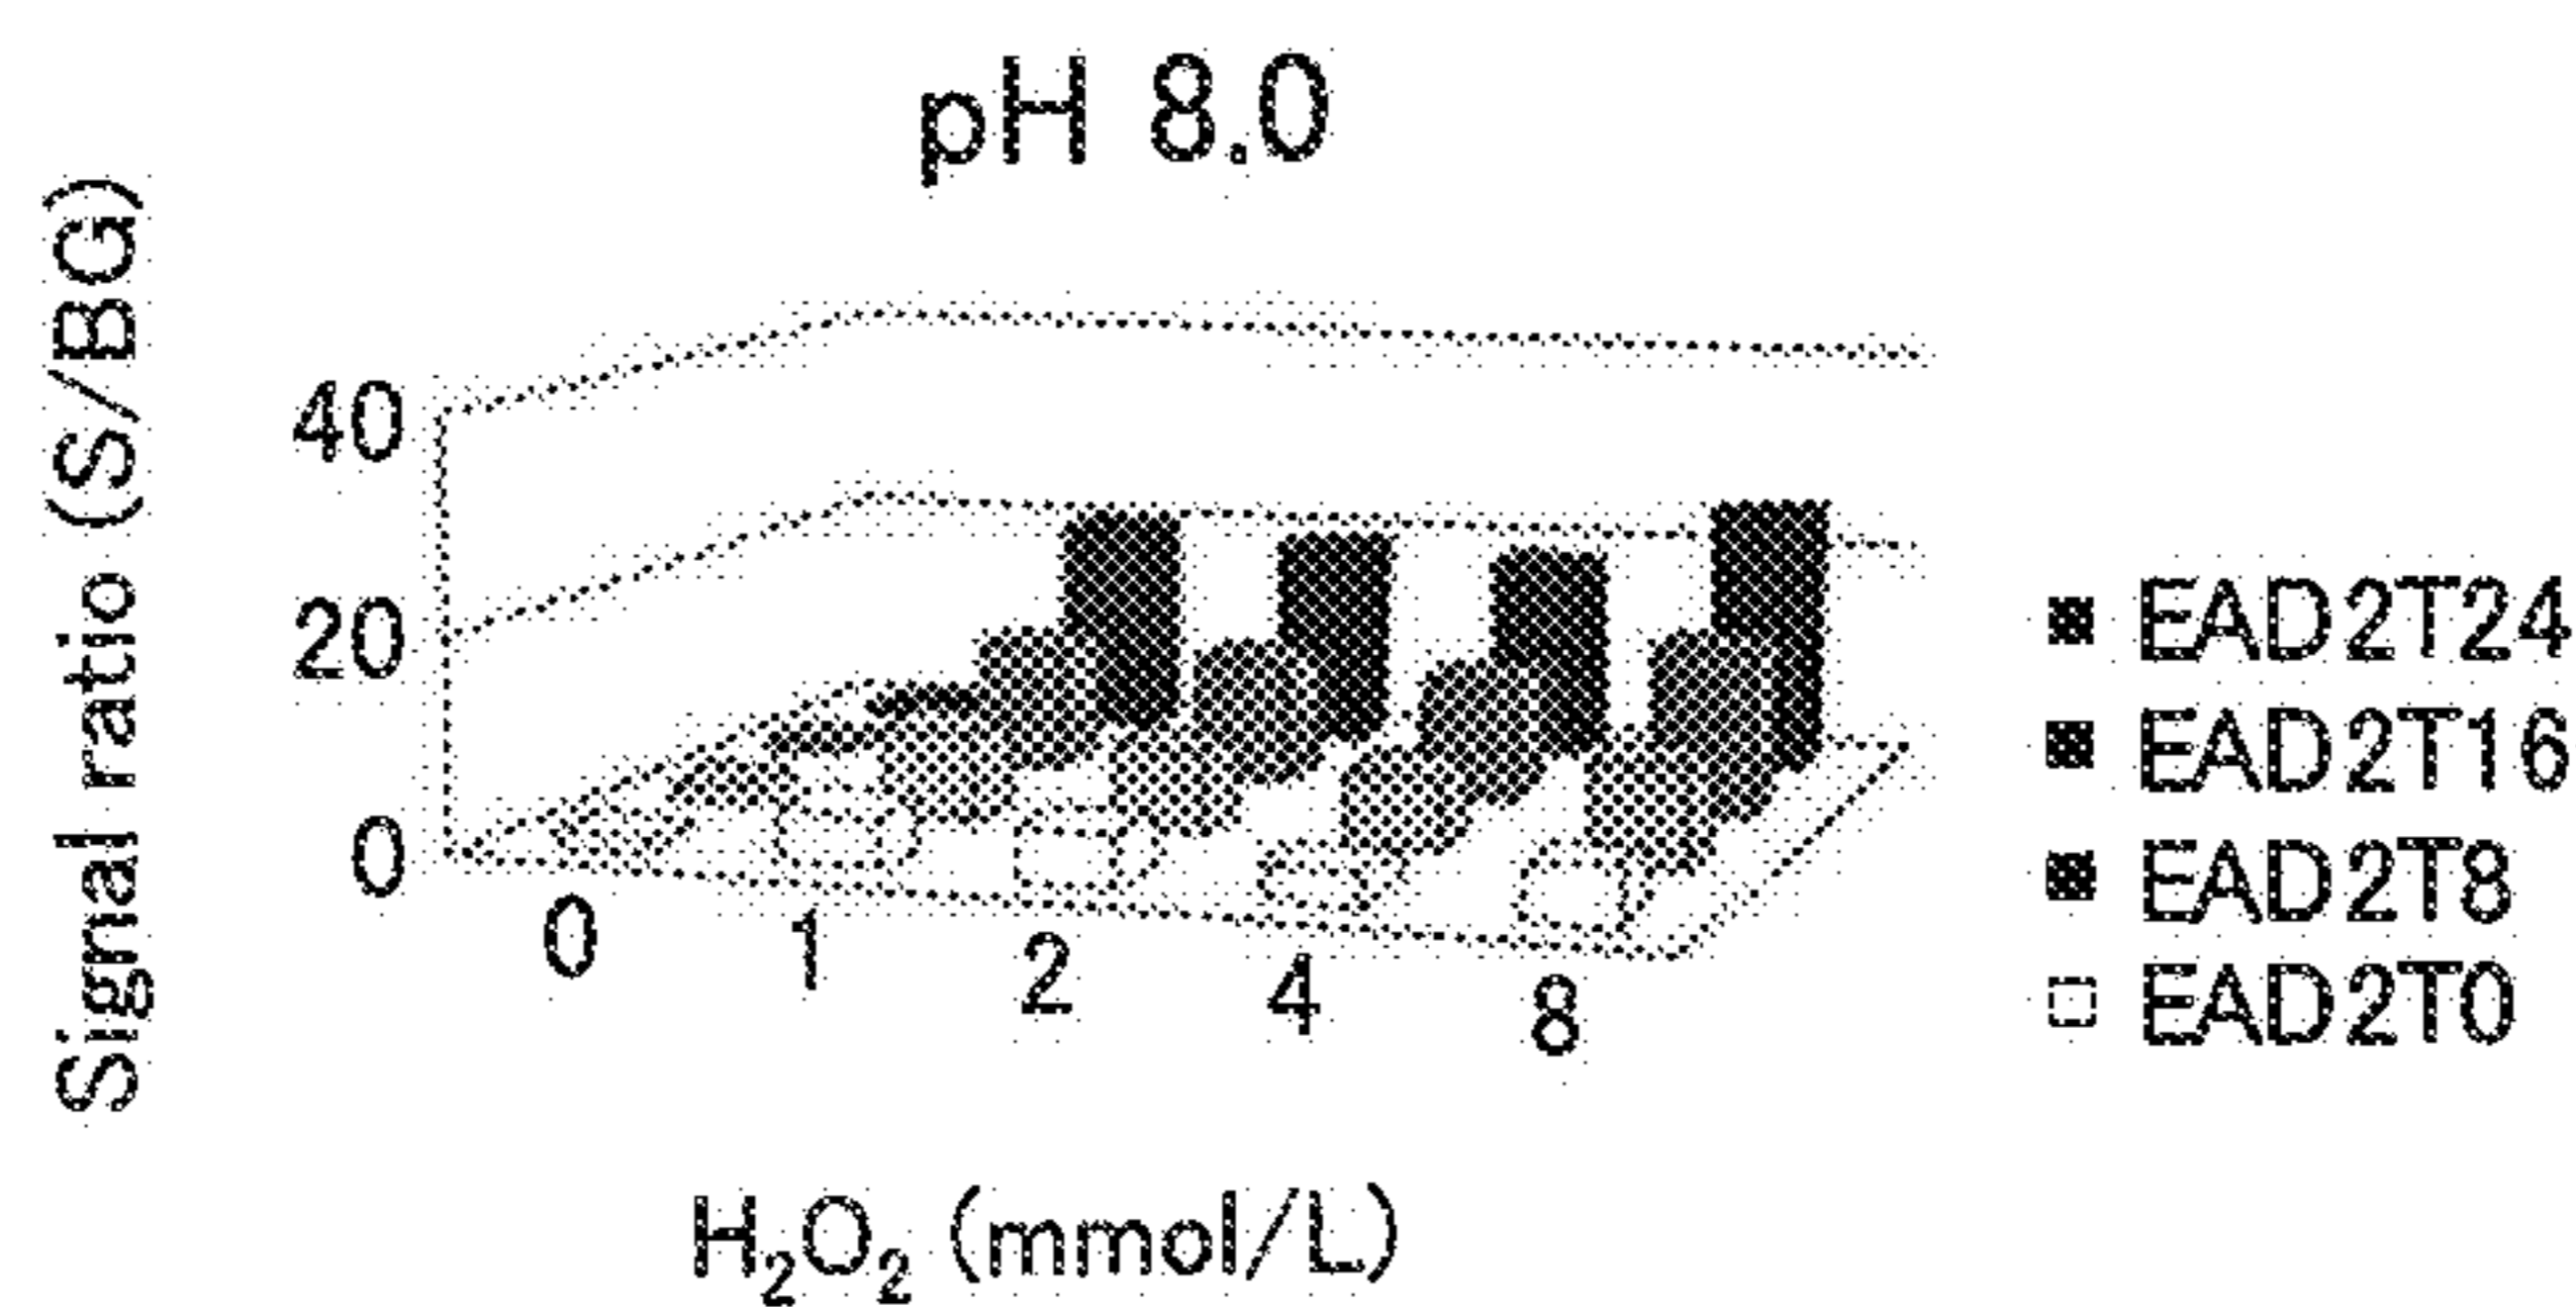 pH 8.0
Signal ratio (S/BG)
40
20
0
0
1
2
4
8
H₂O₂ (mmol/L)
EAD2T24
EAD2T16
EAD2T8
EAD2T0